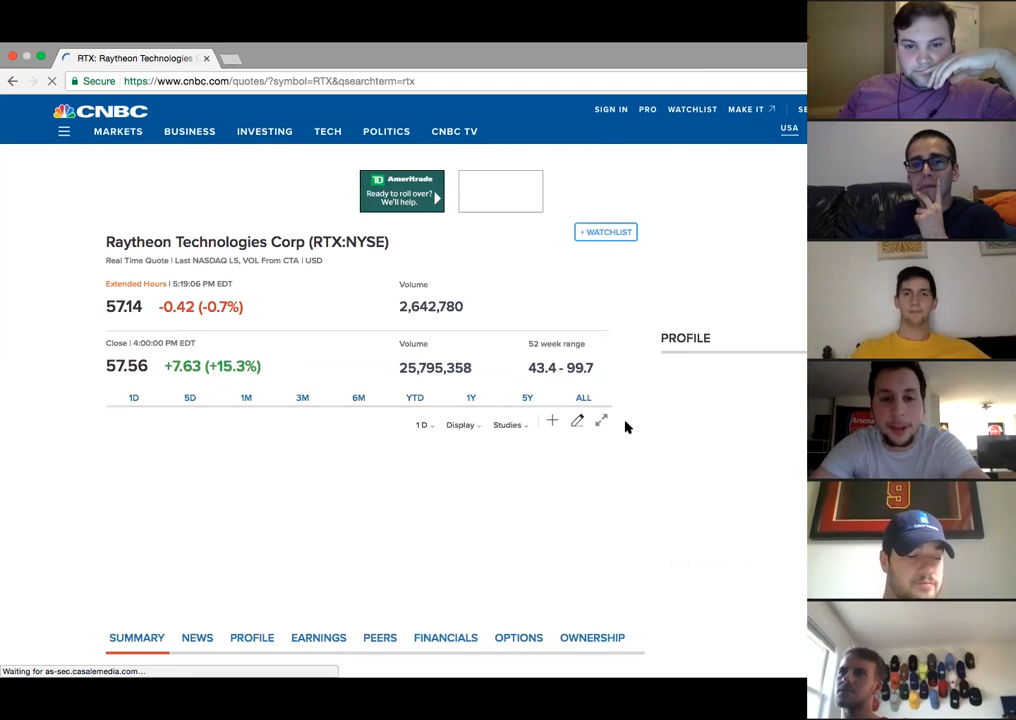 RTX: Raytheon Technologies
Secure https://www.cnbc.com/quotes/?symbol=RTX&qsearchterm=rtx
CNBC
SIGN IN PRO WATCHLIST MAKE IT SE
MARKETS BUSINESS INVESTING TECH POLITICS CNBC TV USA
TD Ameritrade
Ready to roll over?
We'll help.
Raytheon Technologies Corp (RTX:NYSE)
+ WATCHLIST
Real Time Quote | Last NASDAQ LS, VOL From CTA | USD
Extended Hours | 5:19:06 PM EDT Volume
57.14 -0.42 (-0.7%) 2,642,780
PROFILE
Close | 4:00:00 PM EDT Volume 52 week range
57.56 +7.63 (+15.3%) 25,795,358 43.4 - 99.7
1D 5D 1M 3M 6M YTD 1Y 5Y ALL
1 D Display Studies
Arsenal
9
SUMMARY NEWS PROFILE EARNINGS PEERS FINANCIALS OPTIONS OWNERSHIP
Waiting for as-sec.casalemedia.com...